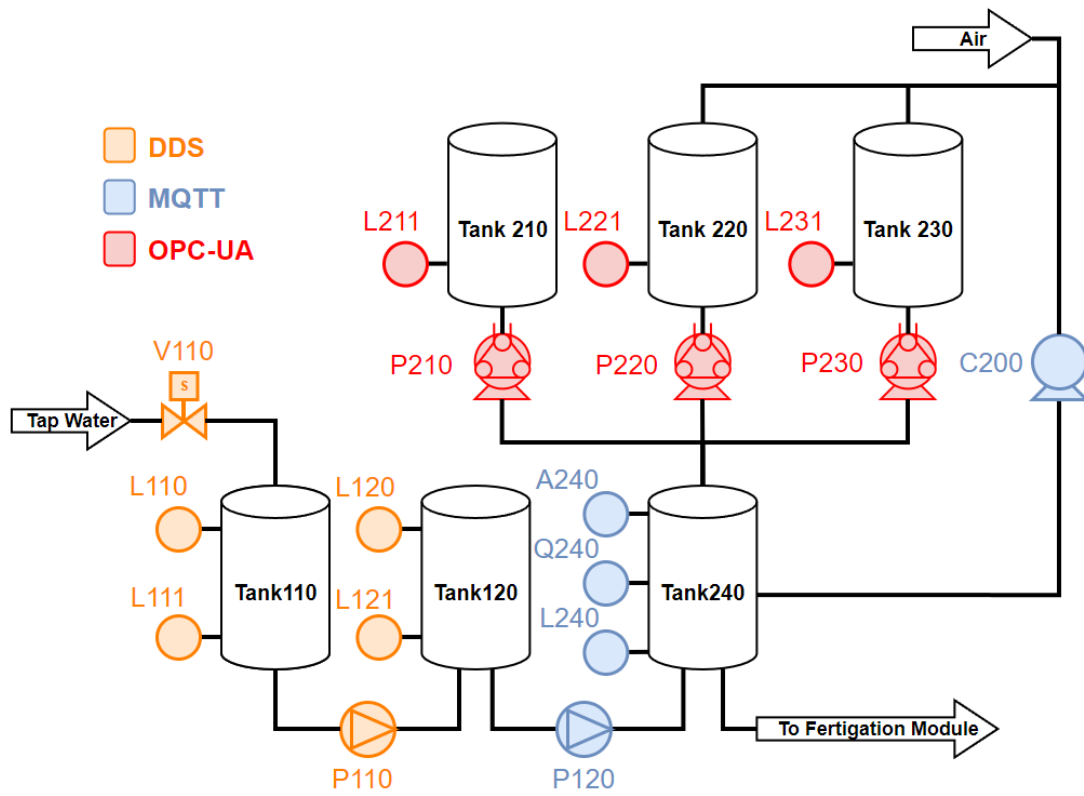 Air
DDS
MQTT
OPC-UA
L211
Tank 210
L221
Tank 220
L231
Tank 230
V110
S
P210
P220
P230
C200
Tap Water
L110
L120
A240
Q240
L111
Tank110
L121
Tank120
L240
Tank240
To Fertigation Module
P110
P120